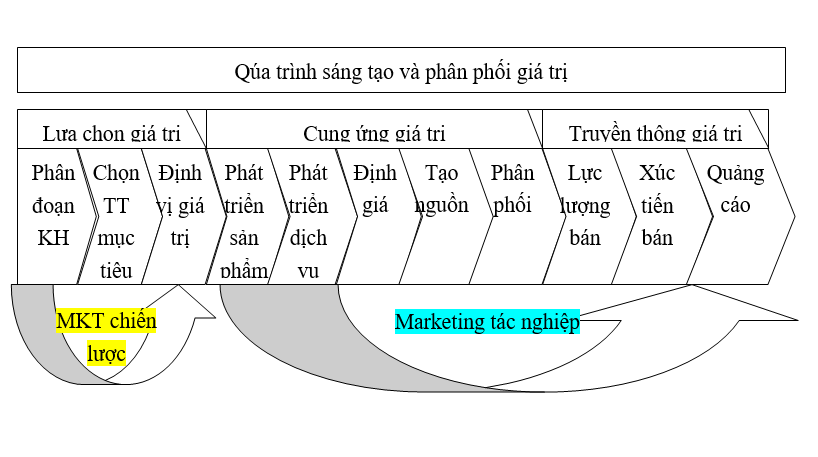 Qúa trình sáng tạo và phân phối giá trị
Lựa chọn giá trị
Cung ứng giá trị
Truyền thông giá trị
Phân
đoạn
KH
Chọn
TT
mục
tiêu
Định
vị giá
trị
Phát
triển
sản
phẩm
Phát
triển
dịch
vụ
Định
giá
Tạo
nguồn
Phân
phối
Lực
lượng
bán
Xúc
tiến
bán
Quảng
cáo
MKT chiến
lược
Marketing tác nghiệp